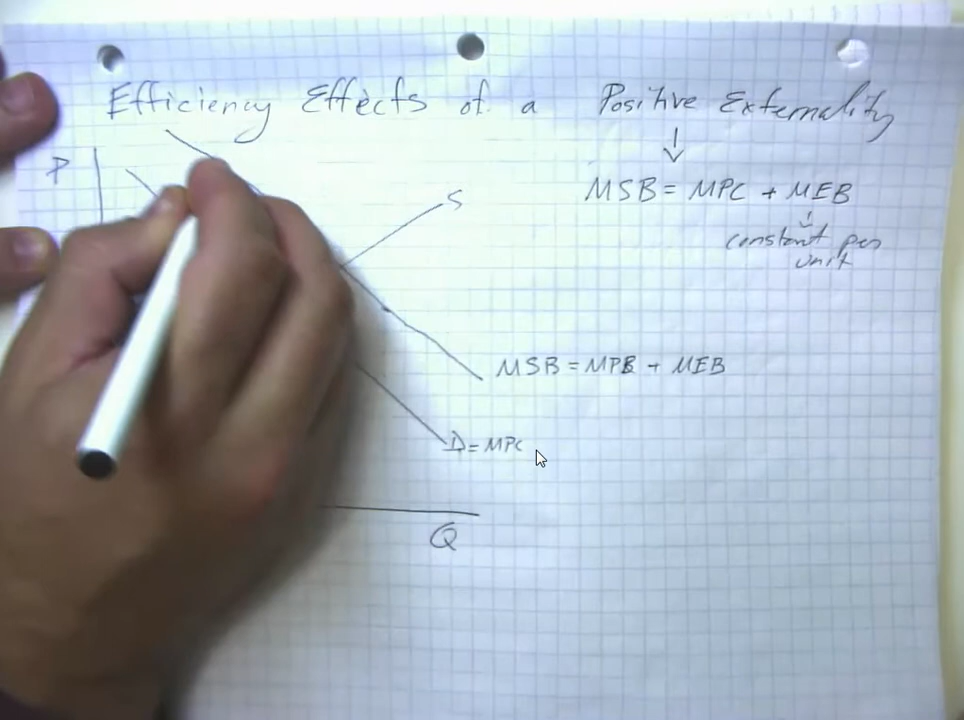 Efficiency Effects of a Positive Externality
P
MSB = MPC + MEB
constant per
unit
S
MSB = MPB + MEB
D = MPC
Q